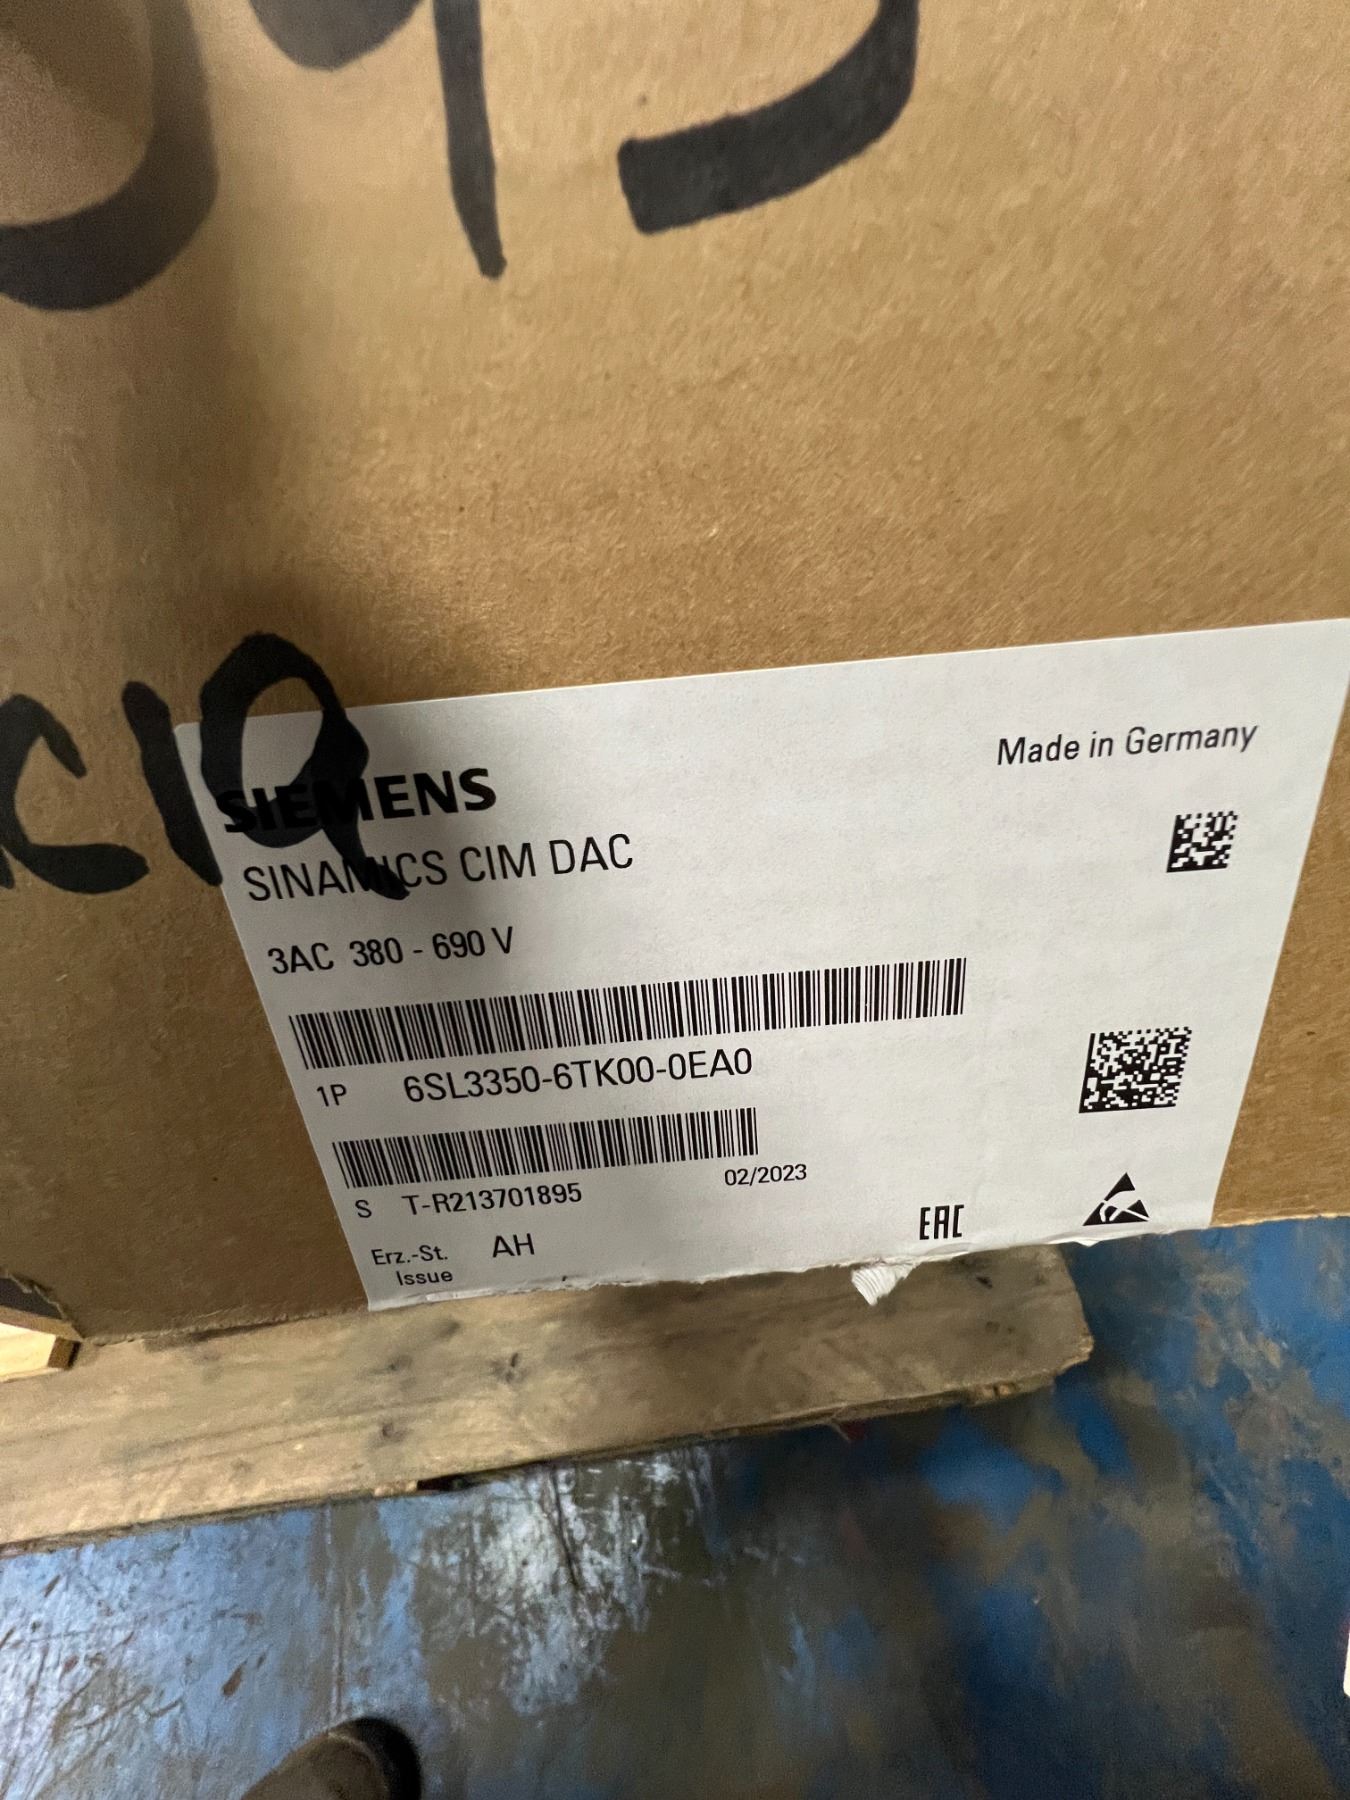 SIEMENS
Made in Germany
SINAMICS CIM DAC
3AC 380 - 690 V
1P 6SL3350-6TK00-0EA0
S T-R213701895
02/2023
Erz.-St. AH
Issue
EAC